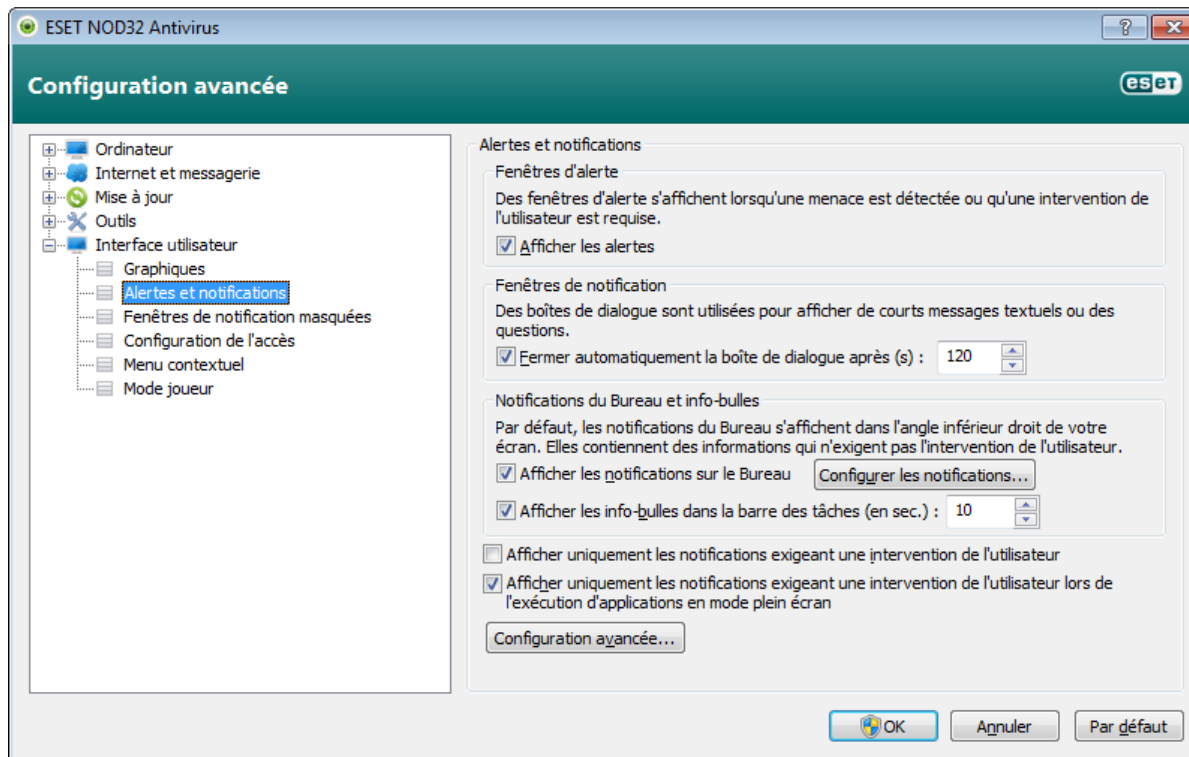 ESET NOD32 Antivirus
Configuration avancée
eseT
Ordinateur
Internet et messagerie
Mise à jour
Outils
Interface utilisateur
Graphiques
Alertes et notifications
Fenêtres de notification masquées
Configuration de l'accès
Menu contextuel
Mode joueur
Alertes et notifications
Fenêtres d'alerte
Des fenêtres d'alerte s'affichent lorsqu'une menace est détectée ou qu'une intervention de
l'utilisateur est requise.
Afficher les alertes
Fenêtres de notification
Des boîtes de dialogue sont utilisées pour afficher de courts messages textuels ou des
questions.
Fermer automatiquement la boîte de dialogue après (s) : 120
Notifications du Bureau et info-bulles
Par défaut, les notifications du Bureau s'affichent dans l'angle inférieur droit de votre
écran. Elles contiennent des informations qui n'exigent pas l'intervention de l'utilisateur.
Afficher les notifications sur le Bureau Configurer les notifications...
Afficher les info-bulles dans la barre des tâches (en sec.) : 10
Afficher uniquement les notifications exigeant une intervention de l'utilisateur
Afficher uniquement les notifications exigeant une intervention de l'utilisateur lors de
l'exécution d'applications en mode plein écran
Configuration avancée...
OK Annuler Par défaut